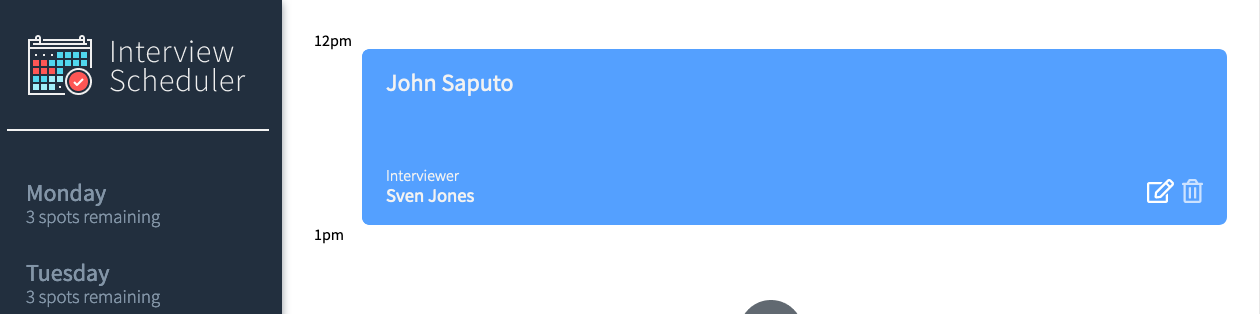 Interview
Scheduler
Monday
3 spots remaining
Tuesday
3 spots remaining
12pm
John Saputo
Interviewer
Sven Jones
1pm